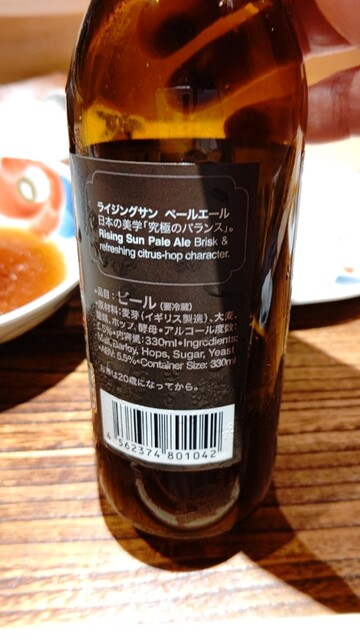 ライジングサン ペールエール
日本の美学「究極のバランス」。
Rising Sun Pale Ale Brisk &
refreshing citrus-hop character.
•品目:ビール(要冷蔵)
•原材料:麦芽(イギリス製造)、大麦、
糖類、ホップ、酵母•アルコール度数:
5.5%•内容量:330ml•Ingredients:
Malt, Barley, Hops, Sugar, Yeast
•ABV: 5.5%•Container Size: 330ml
お酒は20歳になってから。
4 562374 801042